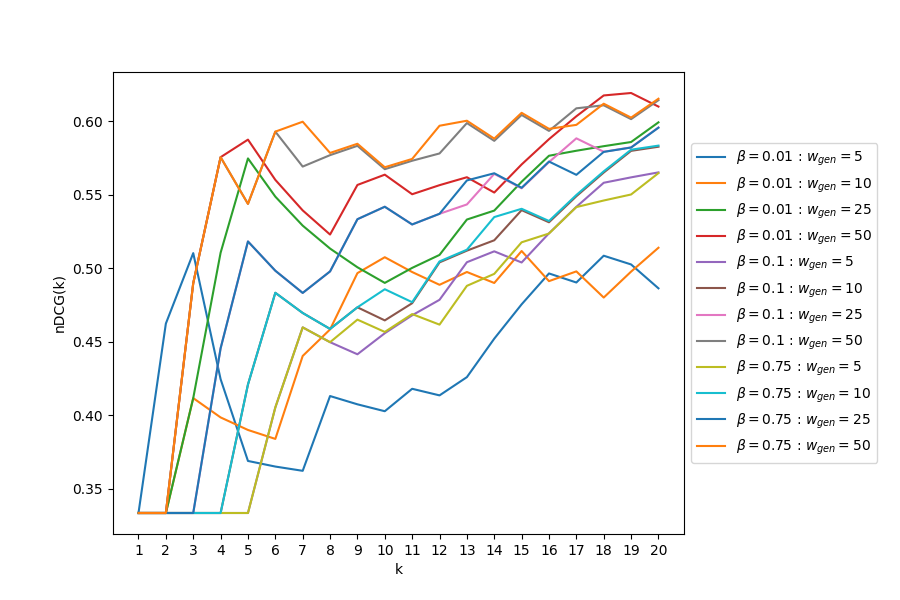 nDCG(k)
0.60
0.55
0.50
0.45
0.40
0.35
1 2 3 4 5 6 7 8 9 10 11 12 13 14 15 16 17 18 19 20
k
β = 0.01 : w_gen = 5
β = 0.01 : w_gen = 10
β = 0.01 : w_gen = 25
β = 0.01 : w_gen = 50
β = 0.1 : w_gen = 5
β = 0.1 : w_gen = 10
β = 0.1 : w_gen = 25
β = 0.1 : w_gen = 50
β = 0.75 : w_gen = 5
β = 0.75 : w_gen = 10
β = 0.75 : w_gen = 25
β = 0.75 : w_gen = 50